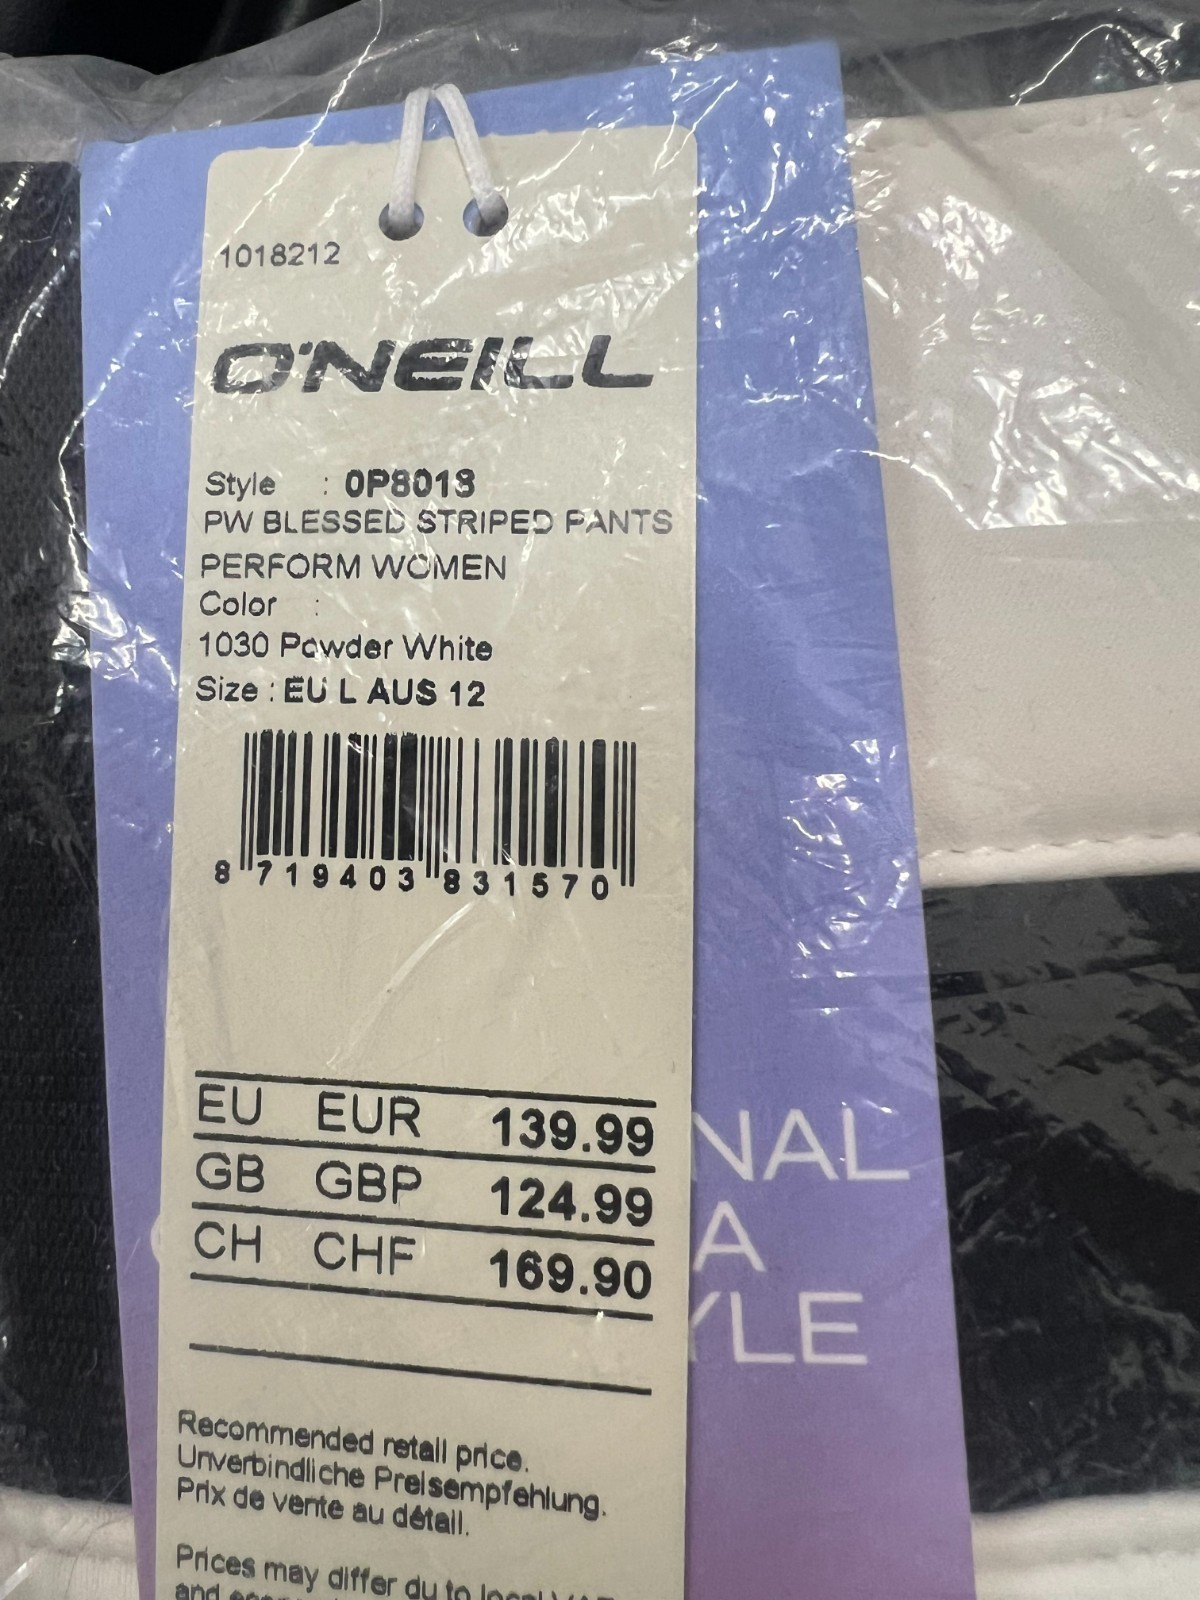 1018212
O'NEILL
Style : 0P8018
PW BLESSED STRIPED PANTS
PERFORM WOMEN
Color :
1030 Powder White
Size : EU L AUS 12
8 719403 831570
EU EUR 139.99
GB GBP 124.99
CH CHF 169.90
NAL
A
YLE
Recommended retail price.
Unverbindliche Preisempfehlung.
Prix de vente au détail.
Prices may differ du to local
and